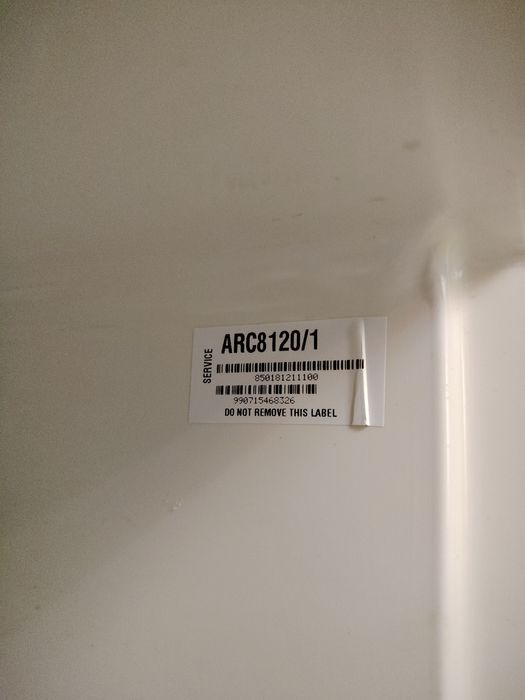 SERVICE
ARC8120/1
850181211100
990715468326
DO NOT REMOVE THIS LABEL